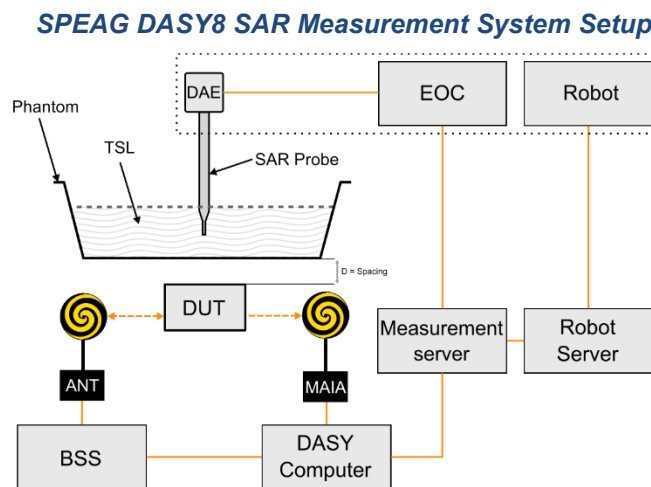 SPEAG DASY8 SAR Measurement System Setup
DAE
EOC
Robot
Phantom
TSL
SAR Probe
D = Spacing
DUT
Measurement
server
Robot
Server
ANT
MAIA
BSS
DASY
Computer